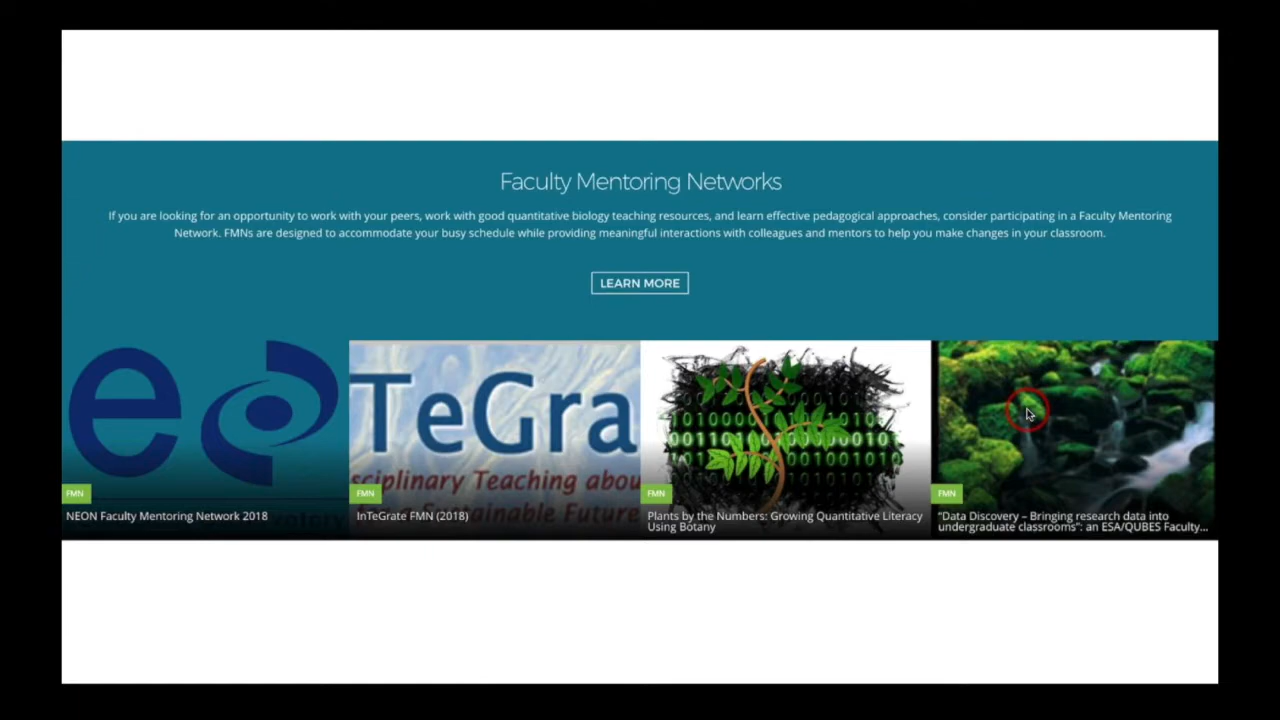 Faculty Mentoring Networks
If you are looking for an opportunity to work with your peers, work with good quantitative biology teaching resources, and learn effective pedagogical approaches, consider participating in a Faculty Mentoring
Network. FMNs are designed to accommodate your busy schedule while providing meaningful interactions with colleagues and mentors to help you make changes in your classroom.
LEARN MORE
e
TeGra
sciplinary Teaching abou
ainable Future
001 010
FMN
NEON Faculty Mentoring Network 2018
FMN
InTeGrate FMN (2018)
FMN
Plants by the Numbers: Growing Quantitative Literacy
Using Botany
FMN
“Data Discovery – Bringing research data into
undergraduate classrooms”: an ESA/QUBES Faculty...